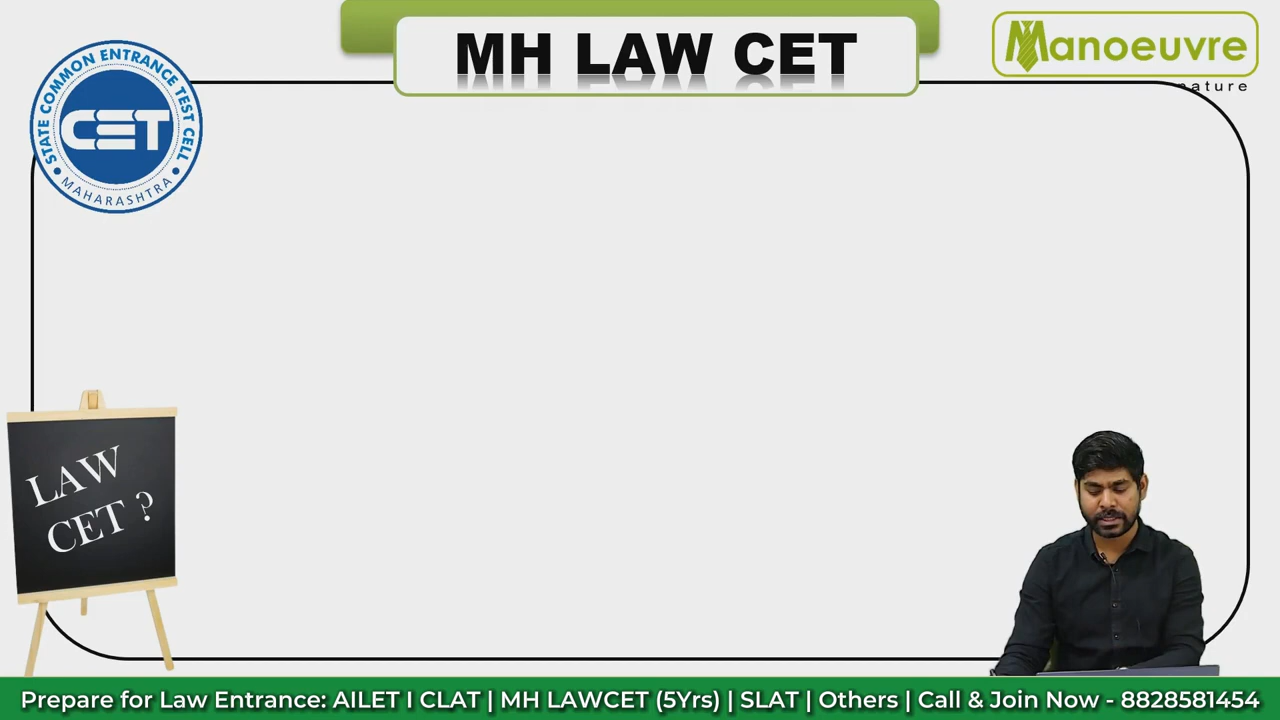 MH LAW CET
Manoeuvre
nature
STATE COMMON ENTRANCE TEST CELL
CET
MAHARASHTRA
LAW
CET ?
Prepare for Law Entrance: AILET I CLAT | MH LAWCET (5Yrs) | SLAT | Others | Call & Join Now - 8828581454